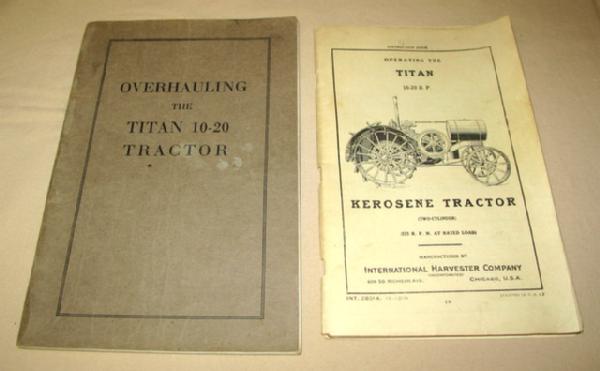 OVERHAULING
THE
TITAN 10-20
TRACTOR
OPERATING THE
TITAN
10-20 H. P.
KEROSENE TRACTOR
(TWO-CYLINDER)
MANUFACTURED BY
INTERNATIONAL HARVESTER COMPANY
(INCORPORATED)
CHICAGO, U.S.A.